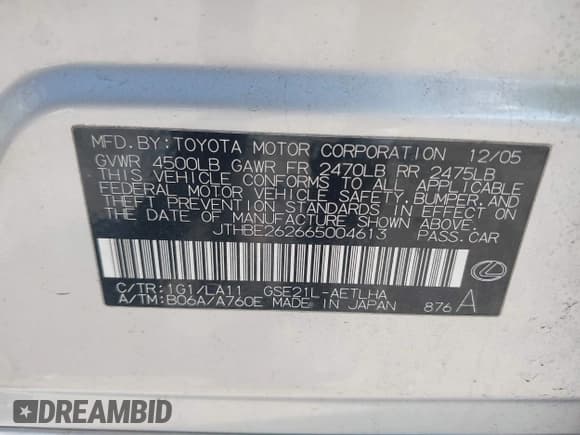 MFD. BY: TOYOTA MOTOR CORPORATION 12/05
GVWR 4500LB GAWR FR 2470LB RR 2475LB
THIS VEHICLE CONFORMS TO ALL APPLICABLE
FEDERAL MOTOR VEHICLE SAFETY, BUMPER, AND
THEFT PREVENTION STANDARDS IN EFFECT ON
THE DATE OF MANUFACTURE SHOWN ABOVE.
JTHBE262665004613 PASS. CAR
C/TR: 1G1/LA11 GSE21L-AETLHA
A/TM: B06A/A760E MADE IN JAPAN 876 A
DREAMBID